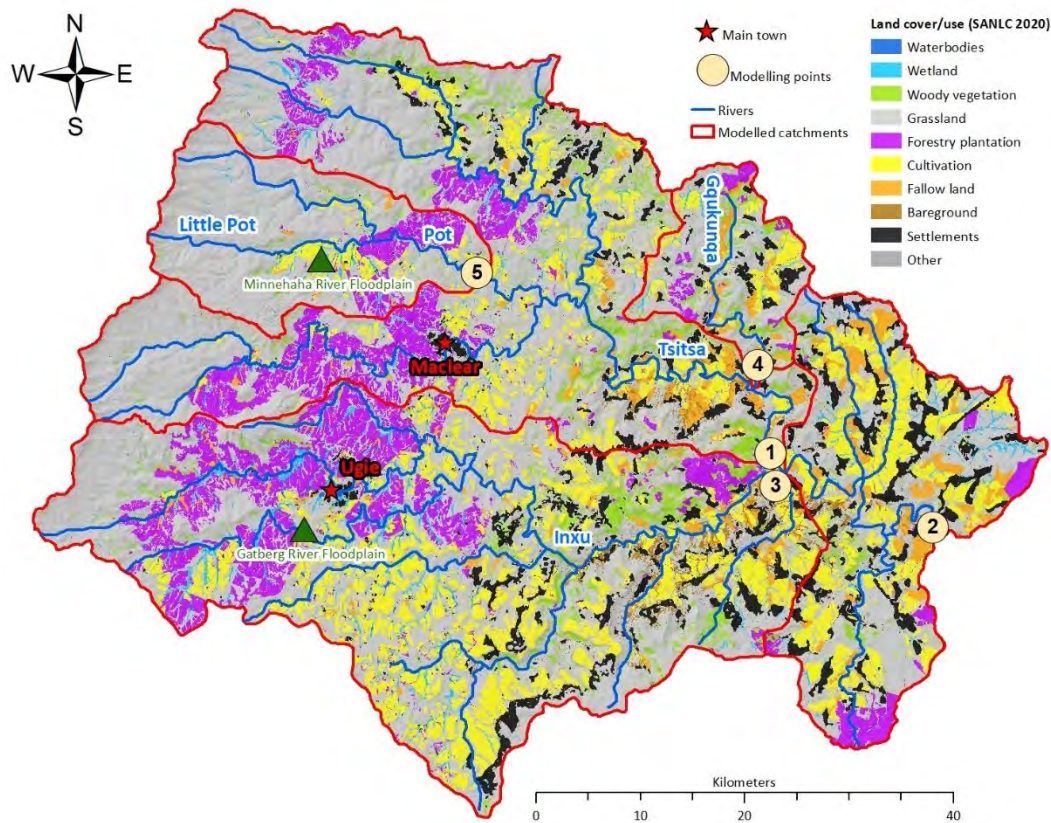 N
W E
S
Main town
Modelling points
Rivers
Modelled catchments
Land cover/use (SANLC 2020)
Waterbodies
Wetland
Woody vegetation
Grassland
Forestry plantation
Cultivation
Fallow land
Bareground
Settlements
Other
Gqukunqa
Little Pot
Pot
5
Minnehaha River Floodplain
Maclear
Tsitsa
4
1
3
Ugie
2
Inxu
Gatberg River Floodplain
Kilometers
0 10 20 40